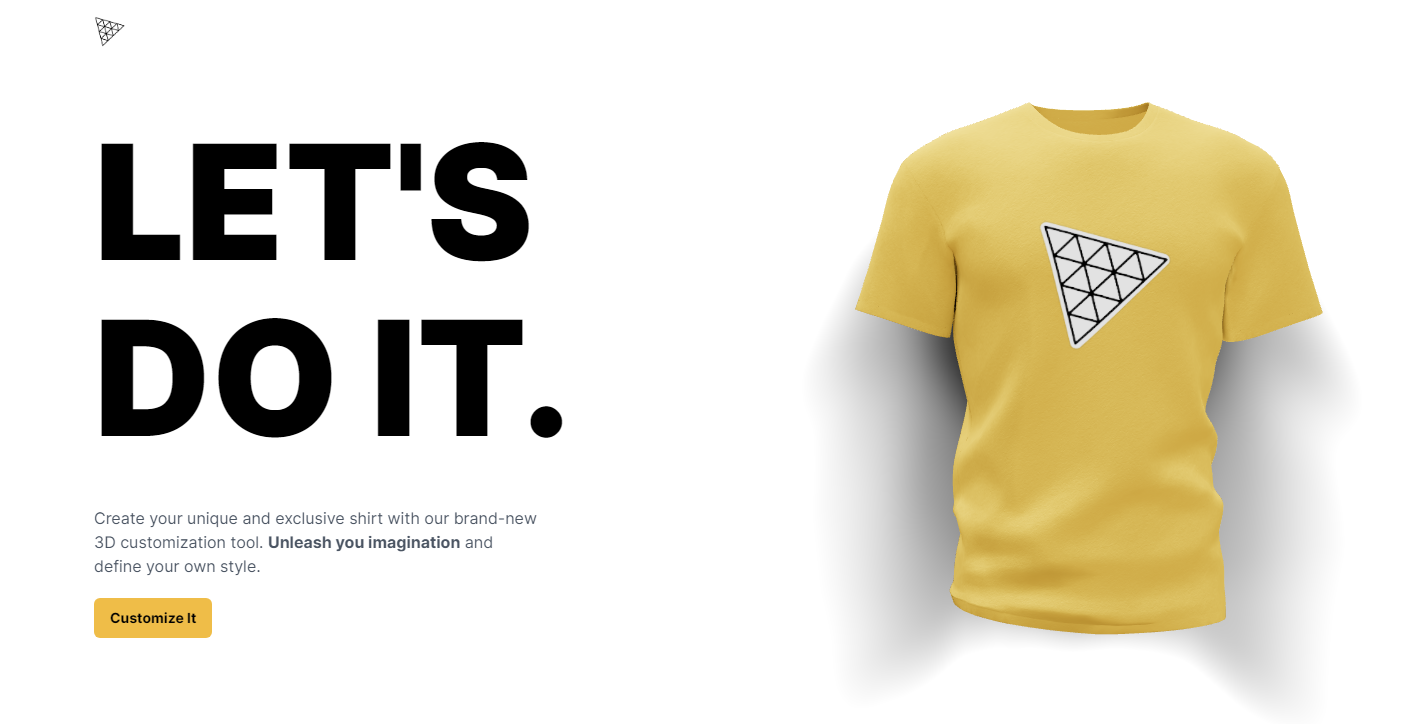 LET'S
DO IT.
Create your unique and exclusive shirt with our brand-new
3D customization tool. Unleash you imagination and
define your own style.
Customize It